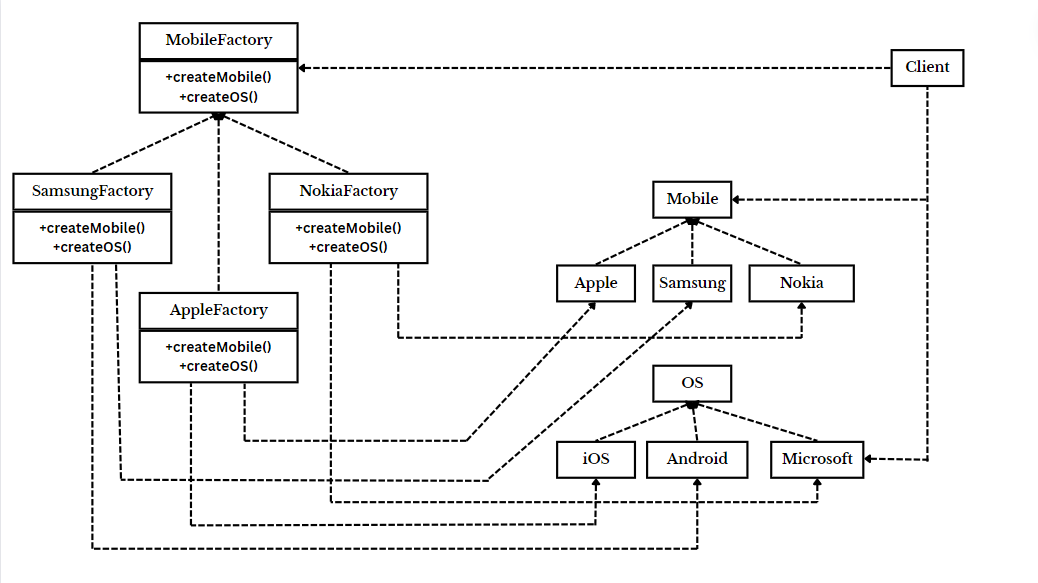 MobileFactory
+createMobile()
+createOS()
Client
SamsungFactory
+createMobile()
+createOS()
NokiaFactory
+createMobile()
+createOS()
Mobile
Apple
Samsung
Nokia
AppleFactory
+createMobile()
+createOS()
OS
iOS
Android
Microsoft